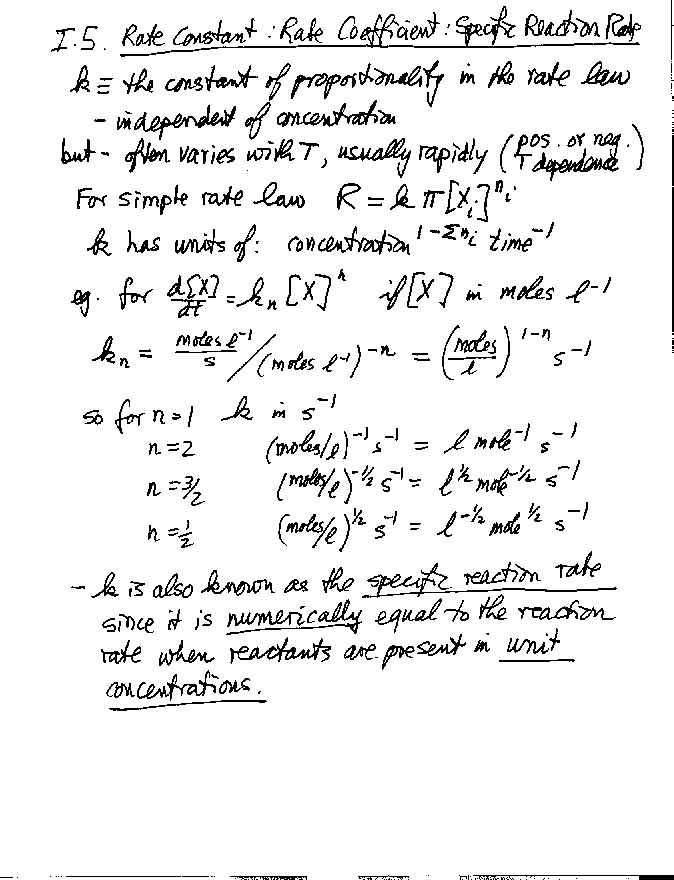 I.5. Rate Constant : Rate Coefficient : Specific Reaction Rate
k ≡ the constant of proportionality in the rate law
- independent of concentration
but - often varies with T, usually rapidly (pos. or neg. T dependence)
For simple rate law R = k π[Xᵢ]^nᵢ
k has units of: concentration^(1-Σnᵢ) time⁻¹
eg. for d[X]/dt = kₙ[X]ⁿ if [X] in moles ℓ⁻¹
kₙ = (moles ℓ⁻¹/s)/(moles ℓ⁻¹)^-n = (moles/ℓ)^(1-n) s⁻¹
so for n=1 k in s⁻¹
n=2 (moles/ℓ)⁻¹ s⁻¹ = ℓ mole⁻¹ s⁻¹
n=3/2 (moles/ℓ)^-1/2 s⁻¹ = ℓ^1/2 mole^-1/2 s⁻¹
n=1/2 (moles/ℓ)^1/2 s⁻¹ = ℓ^-1/2 mole^1/2 s⁻¹
- k is also known as the specific reaction rate
since it is numerically equal to the reaction
rate when reactants are present in unit
concentrations.